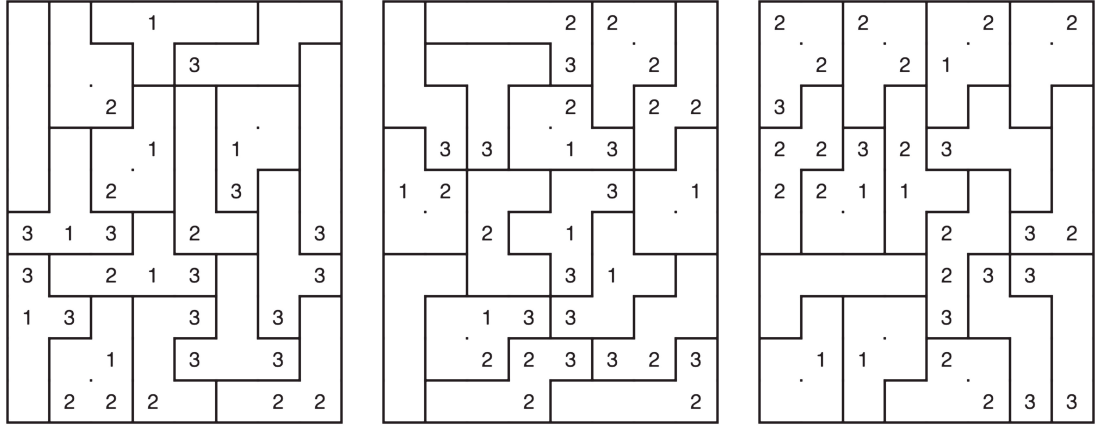 1 2 2 2 2 2
3 3 2 2 2 1
2 2 2 2 3
1 1 3 3 1 3 2 2 3 2 3
2 3 1 2 3 1 2 2 1 1
3 1 3 2 3 2 1 2 3 2
3 2 1 3 3 3 1 2 3 3
1 3 3 3 1 3 3 3
1 3 3 2 2 3 3 2 3 1 1 2
2 2 2 2 2 2 2 2 3 3